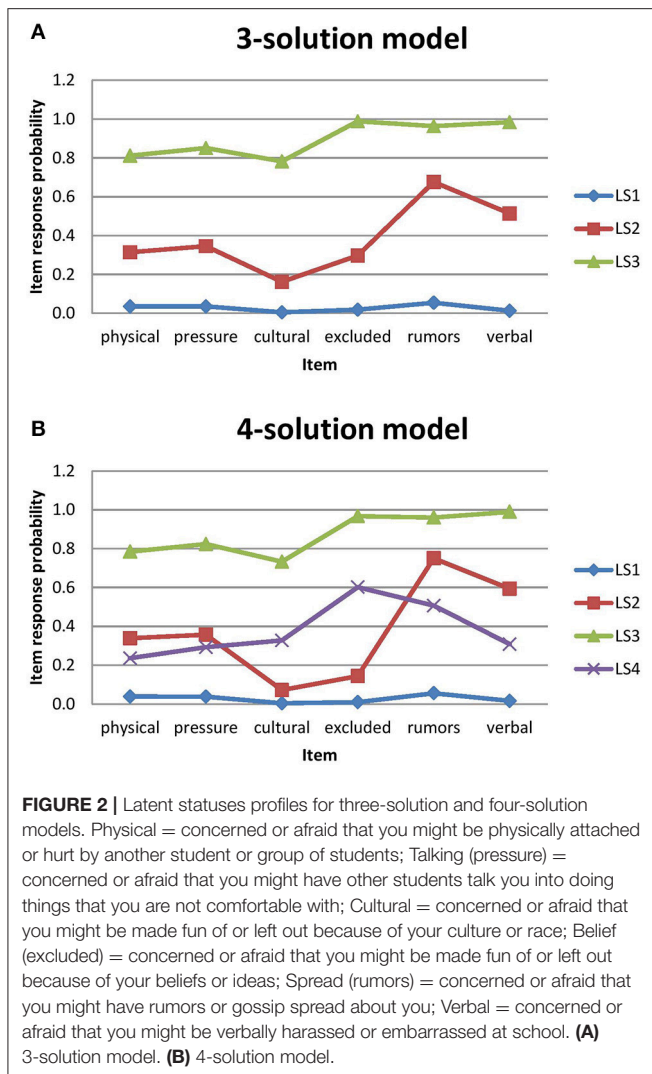 A
3-solution model
1.2
1.0
0.8
0.6
0.4
0.2
0.0
Item response probability
physical pressure cultural excluded rumors verbal
Item
LS1
LS2
LS3
B
4-solution model
1.2
1.0
0.8
0.6
0.4
0.2
0.0
Item response probability
physical pressure cultural excluded rumors verbal
Item
LS1
LS2
LS3
LS4
FIGURE 2 | Latent statuses profiles for three-solution and four-solution
models. Physical = concerned or afraid that you might be physically attached
or hurt by another student or group of students; Talking (pressure) =
concerned or afraid that you might have other students talk you into doing
things that you are not comfortable with; Cultural = concerned or afraid that
you might be made fun of or left out because of your culture or race; Belief
(excluded) = concerned or afraid that you might be made fun of or left out
because of your beliefs or ideas; Spread (rumors) = concerned or afraid that
you might have rumors or gossip spread about you; Verbal = concerned or
afraid that you might be verbally harassed or embarrassed at school. (A)
3-solution model. (B) 4-solution model.